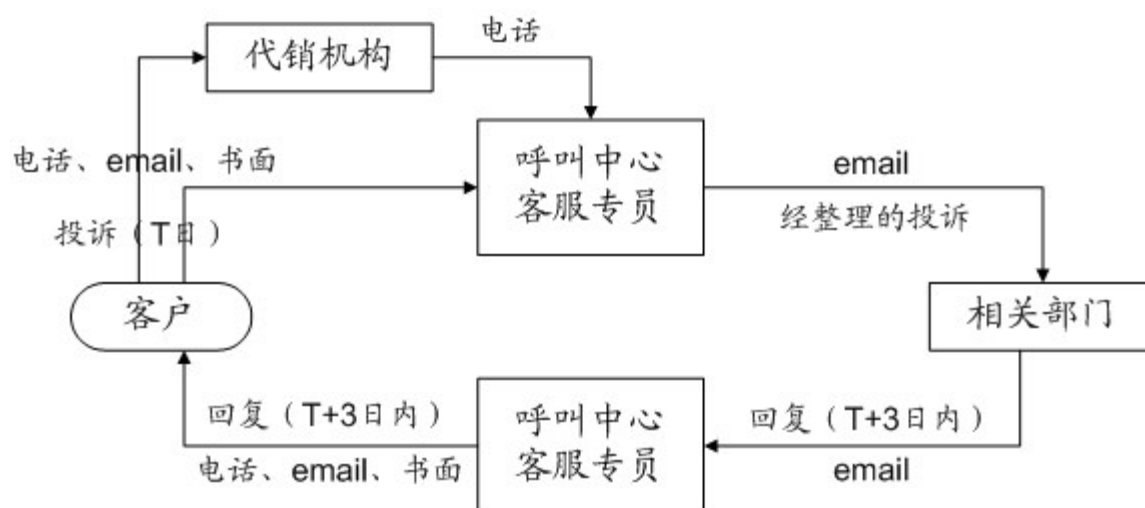 电话
代销机构
呼叫中心
客服专员
电话、email、书面
email
经整理的投诉
投诉（T日）
客户
相关部门
回复（T+3日内）
电话、email、书面
呼叫中心
客服专员
回复（T+3日内）
email